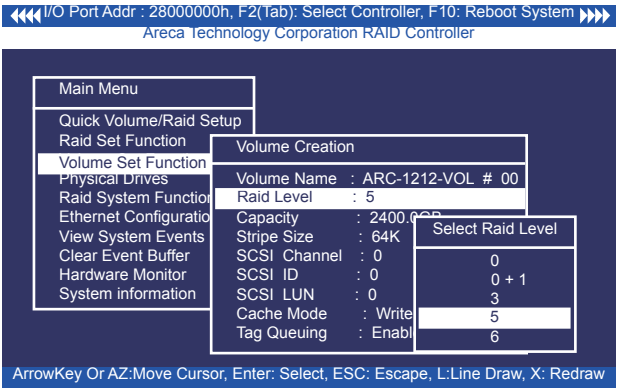 I/O Port Addr : 28000000h, F2(Tab): Select Controller, F10: Reboot System
Areca Technology Corporation RAID Controller
Main Menu
Quick Volume/Raid Setup
Raid Set Function
Volume Set Function
Physical Drives
Raid System Function
Ethernet Configuratio
View System Events
Clear Event Buffer
Hardware Monitor
System information
Volume Creation
Volume Name : ARC-1212-VOL # 00
Raid Level : 5
Capacity : 2400.0GB
Stripe Size : 64K
SCSI Channel : 0
SCSI ID : 0
SCSI LUN : 0
Cache Mode : Write
Tag Queuing : Enabl
Select Raid Level
0
0 + 1
3
5
6
ArrowKey Or AZ:Move Cursor, Enter: Select, ESC: Escape, L:Line Draw, X: Redraw